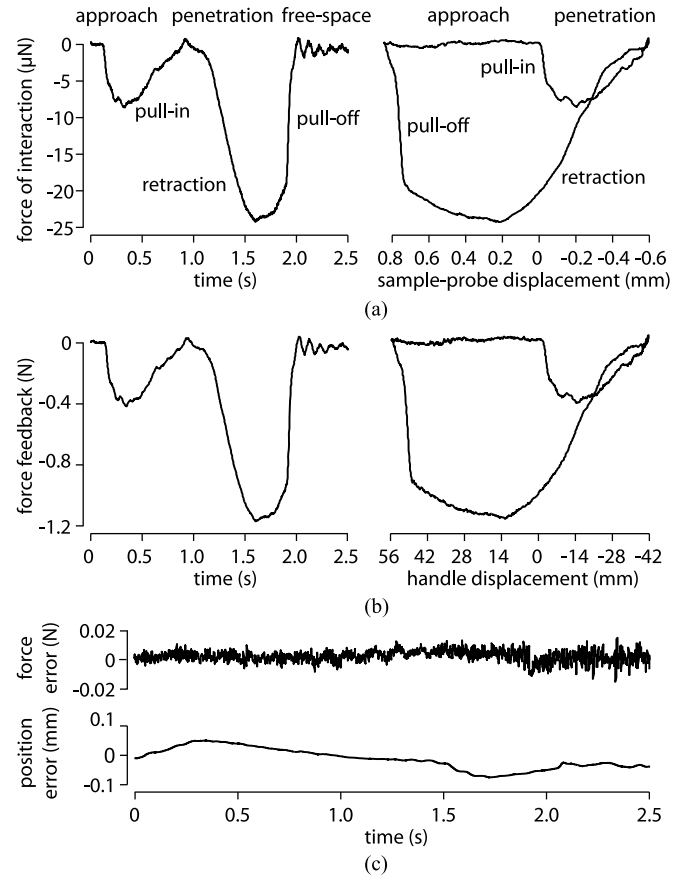 approach penetration free-space
approach penetration
force of interaction (µN)
0
-5
-10
-15
-20
-25
pull-in
retraction
pull-off
0 0.5 1.0 1.5 2.0 2.5
time (s)
pull-in
pull-off
retraction
0.8 0.6 0.4 0.2 0 -0.2 -0.4 -0.6
sample-probe displacement (mm)
(a)
force feedback (N)
0
-0.4
-0.8
-1.2
0 0.5 1.0 1.5 2.0 2.5
time (s)
56 42 28 14 0 -14 -28 -42
handle displacement (mm)
(b)
force
error (N)
0.02
0
-0.02
position
error (mm)
0.1
0
-0.1
0 0.5 1.0 1.5 2.0 2.5
time (s)
(c)